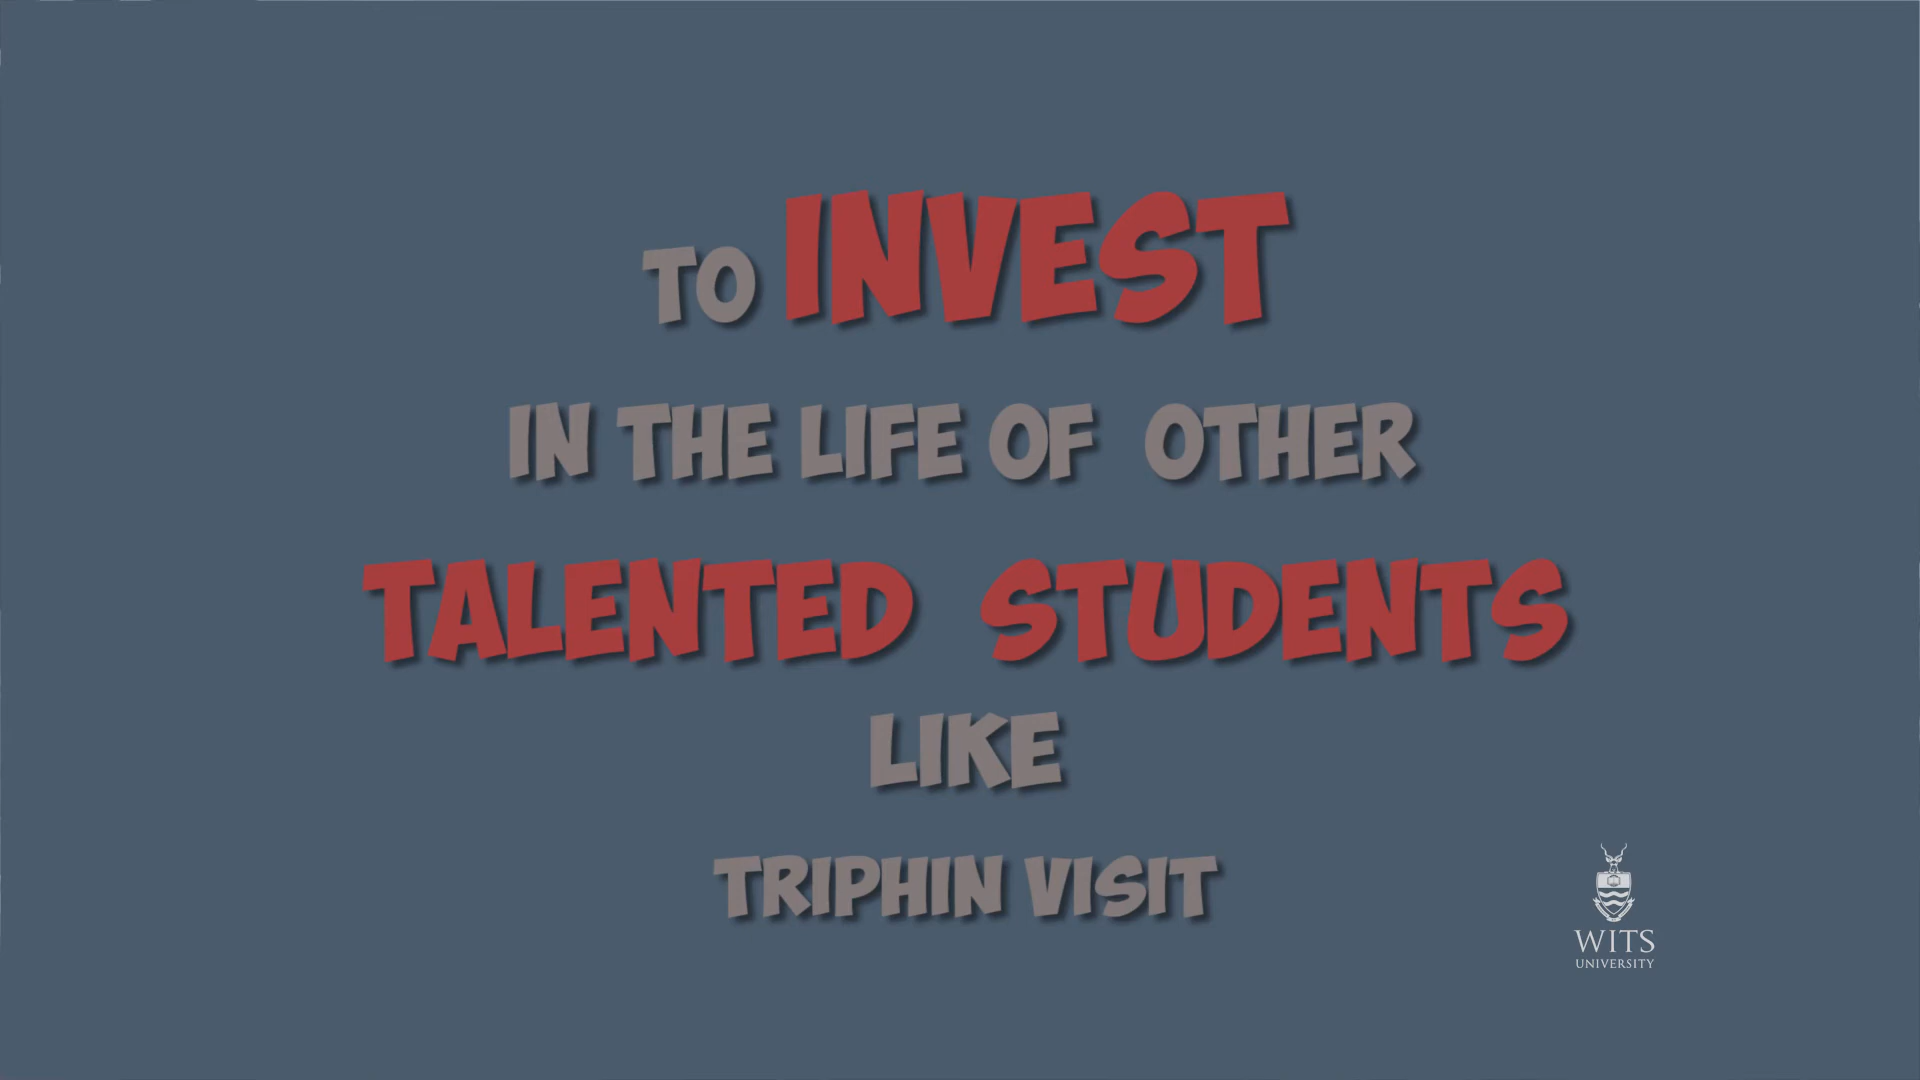 TO INVEST
IN THE LIFE OF OTHER
TALENTED STUDENTS
LIKE
TRIPHIN VISIT
WITS
UNIVERSITY